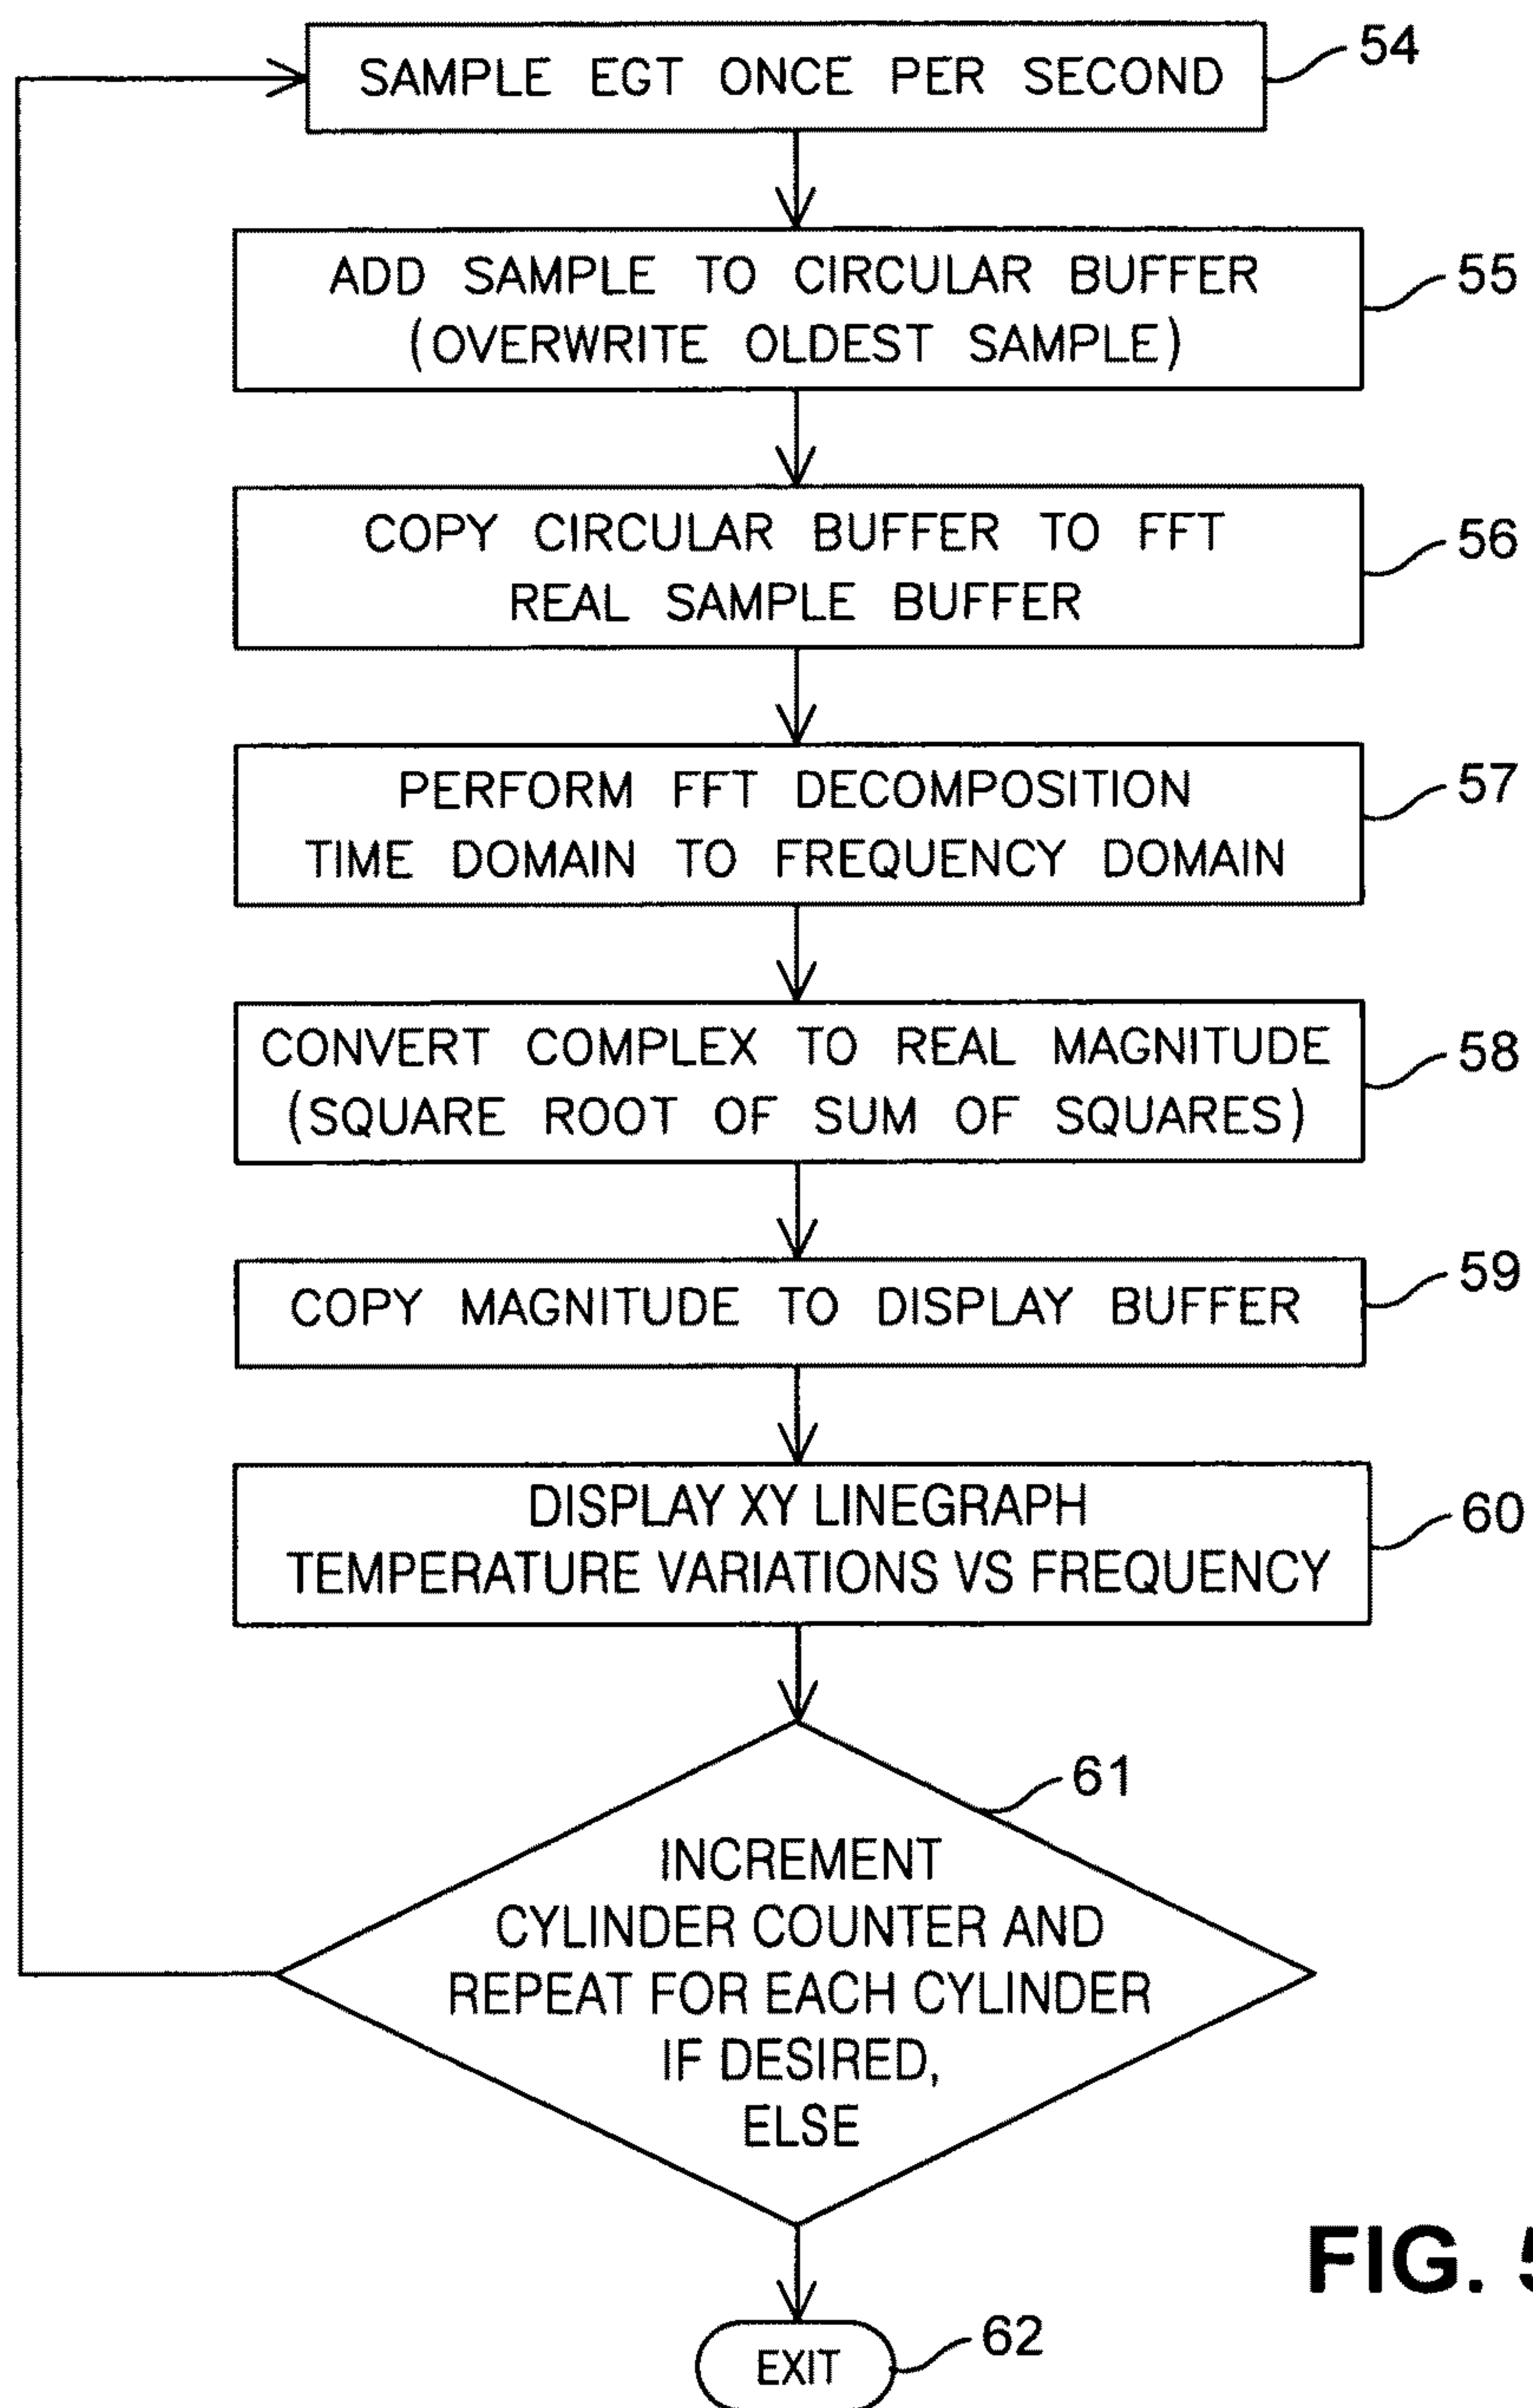 SAMPLE EGT ONCE PER SECOND
54
ADD SAMPLE TO CIRCULAR BUFFER
(OVERWRITE OLDEST SAMPLE)
55
COPY CIRCULAR BUFFER TO FFT
REAL SAMPLE BUFFER
56
PERFORM FFT DECOMPOSITION
TIME DOMAIN TO FREQUENCY DOMAIN
57
CONVERT COMPLEX TO REAL MAGNITUDE
(SQUARE ROOT OF SUM OF SQUARES)
58
COPY MAGNITUDE TO DISPLAY BUFFER
59
DISPLAY XY LINEGRAPH
TEMPERATURE VARIATIONS VS FREQUENCY
60
61
INCREMENT
CYLINDER COUNTER AND
REPEAT FOR EACH CYLINDER
IF DESIRED,
ELSE
FIG. 5
EXIT
62